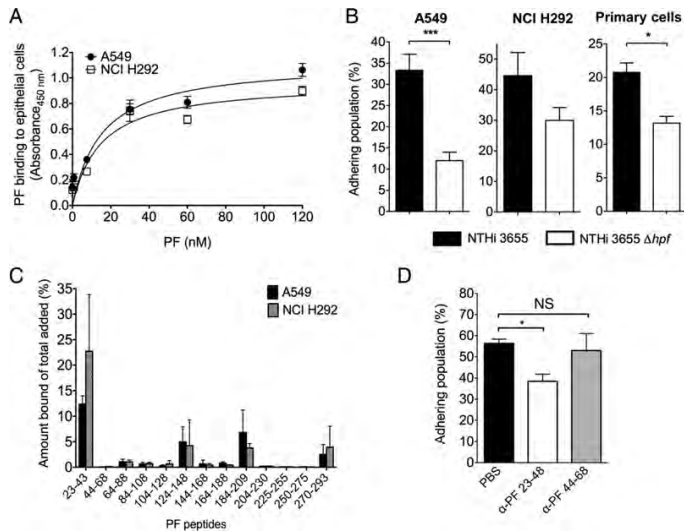 A
PF binding to epithelial cells
(Absorbance450 nm)
1.2
1.0
0.8
0.6
0.4
0.2
0.0
0
20
40
60
80
100
120
PF (nM)
A549
NCI H292
B
A549
NCI H292
Primary cells
Adhering population (%)
***
40
35
30
25
20
15
10
5
0
50
40
30
20
10
0
*
25
20
15
10
5
0
NTHi 3655
NTHi 3655 Δhpf
C
Amount bound of total added (%)
35
30
25
20
15
10
5
0
A549
NCI H292
23-43
44-68
64-88
84-108
104-128
124-148
144-168
164-188
184-209
204-230
225-255
250-275
270-293
PF peptides
D
Adhering population (%)
80
70
60
50
40
30
20
10
0
NS
*
PBS
α-PF 23-48
α-PF 44-68